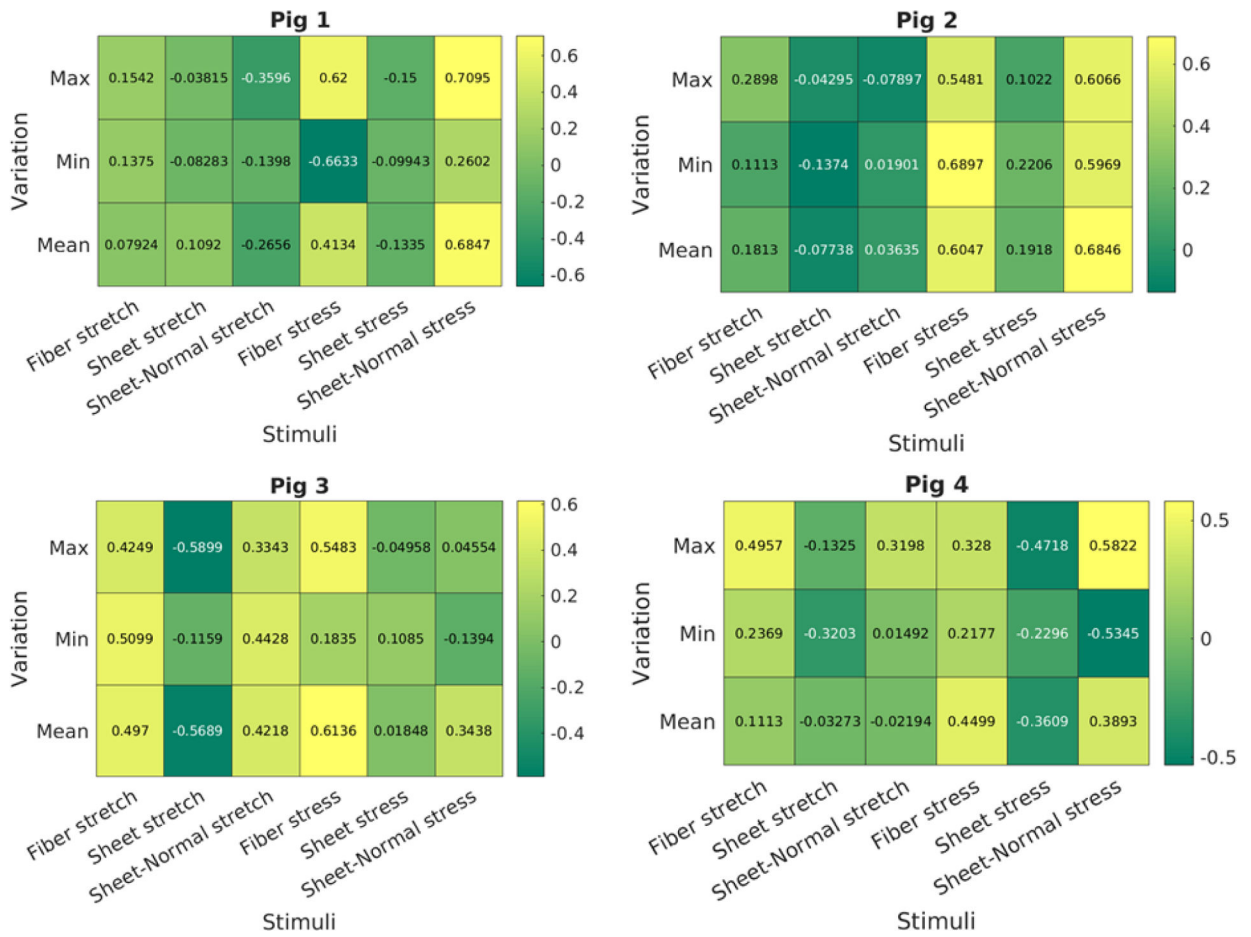 Pig 1
Max 0.1542 -0.03815 -0.3596 0.62 -0.15 0.7095
Min 0.1375 -0.08283 -0.1398 -0.6633 -0.09943 0.2602
Mean 0.07924 0.1092 -0.2656 0.4134 -0.1335 0.6847
Variation
0.6
0.4
0.2
0
-0.2
-0.4
-0.6
Fiber stretch
Sheet stretch
Sheet-Normal stretch
Fiber stress
Sheet stress
Sheet-Normal stress
Stimuli
Pig 2
Max 0.2898 -0.04295 -0.07897 0.5481 0.1022 0.6066
Min 0.1113 -0.1374 0.01901 0.6897 0.2206 0.5969
Mean 0.1813 -0.07738 0.03635 0.6047 0.1918 0.6846
Variation
0.6
0.4
0.2
0
Fiber stretch
Sheet stretch
Sheet-Normal stretch
Fiber stress
Sheet stress
Sheet-Normal stress
Stimuli
Pig 3
Max 0.4249 -0.5899 0.3343 0.5483 -0.04958 0.04554
Min 0.5099 -0.1159 0.4428 0.1835 0.1085 -0.1394
Mean 0.497 -0.5689 0.4218 0.6136 0.01848 0.3438
Variation
0.6
0.4
0.2
0
-0.2
-0.4
Fiber stretch
Sheet stretch
Sheet-Normal stretch
Fiber stress
Sheet stress
Sheet-Normal stress
Stimuli
Pig 4
Max 0.4957 -0.1325 0.3198 0.328 -0.4718 0.5822
Min 0.2369 -0.3203 0.01492 0.2177 -0.2296 -0.5345
Mean 0.1113 -0.03273 -0.02194 0.4499 -0.3609 0.3893
Variation
0.5
0
-0.5
Fiber stretch
Sheet stretch
Sheet-Normal stretch
Fiber stress
Sheet stress
Sheet-Normal stress
Stimuli